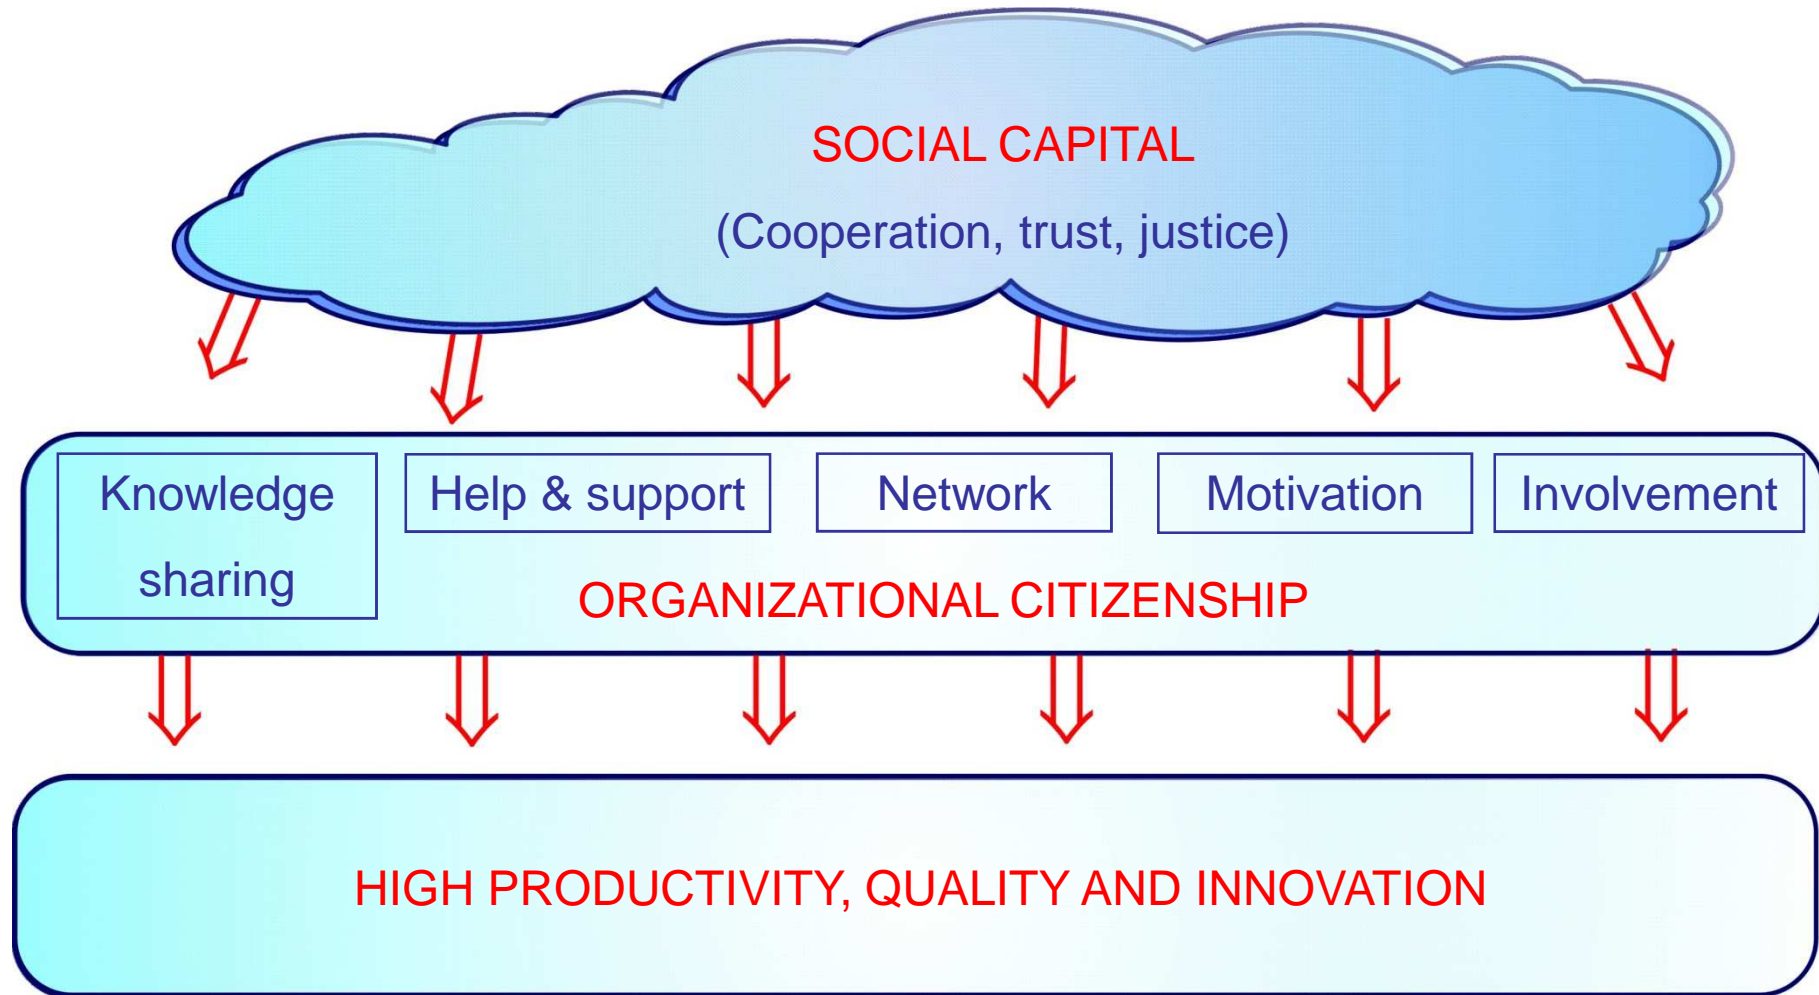 SOCIAL CAPITAL
(Cooperation, trust, justice)
Knowledge
sharing
Help & support
Network
Motivation
Involvement
ORGANIZATIONAL CITIZENSHIP
HIGH PRODUCTIVITY, QUALITY AND INNOVATION